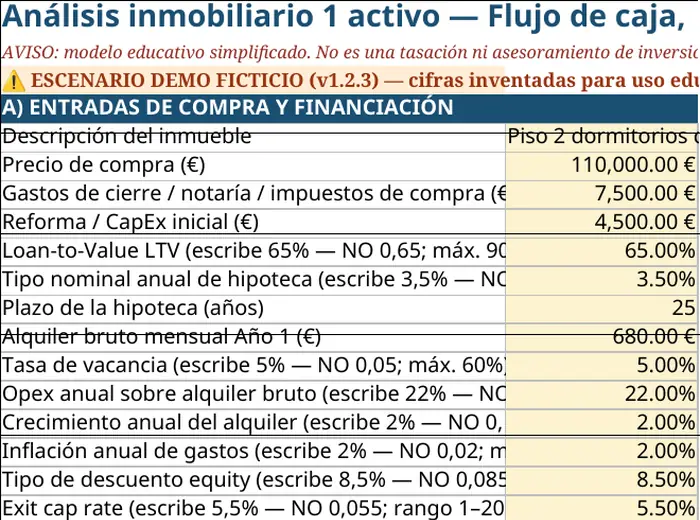 Análisis inmobiliario 1 activo — Flujo de caja,
AVISO: modelo educativo simplificado. No es una tasación ni asesoramiento de
⚠️ ESCENARIO DEMO FICTICIO (v1.2.3) — cifras inventadas para uso
A) ENTRADAS DE COMPRA Y FINANCIACIÓN
Descripción del inmueble Piso 2 dormitorios
Precio de compra (€) 110,000.00 €
Gastos de cierre / notaría / impuestos de compra (€ 7,500.00 €
Reforma / CapEx inicial (€) 4,500.00 €
Loan-to-Value LTV (escribe 65% — NO 0,65; máx. 90 65.00%
Tipo nominal anual de hipoteca (escribe 3,5% — NO 3.50%
Plazo de la hipoteca (años) 25
Alquiler bruto mensual Año 1 (€) 680.00 €
Tasa de vacancia (escribe 5% — NO 0,05; máx. 60%) 5.00%
Opex anual sobre alquiler bruto (escribe 22% — NO 22.00%
Crecimiento anual del alquiler (escribe 2% — NO 0, 2.00%
Inflación anual de gastos (escribe 2% — NO 0,02; m 2.00%
Tipo de descuento equity (escribe 8,5% — NO 0,085 8.50%
Exit cap rate (escribe 5,5% — NO 0,055; rango 1–20 5.50%